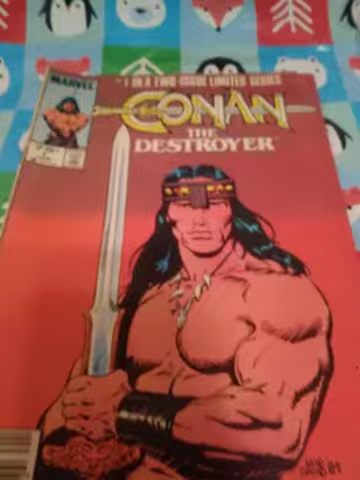 MARVEL
#1 IN A TWO-ISSUE LIMITED SERIES
CONAN
THE
DESTROYER